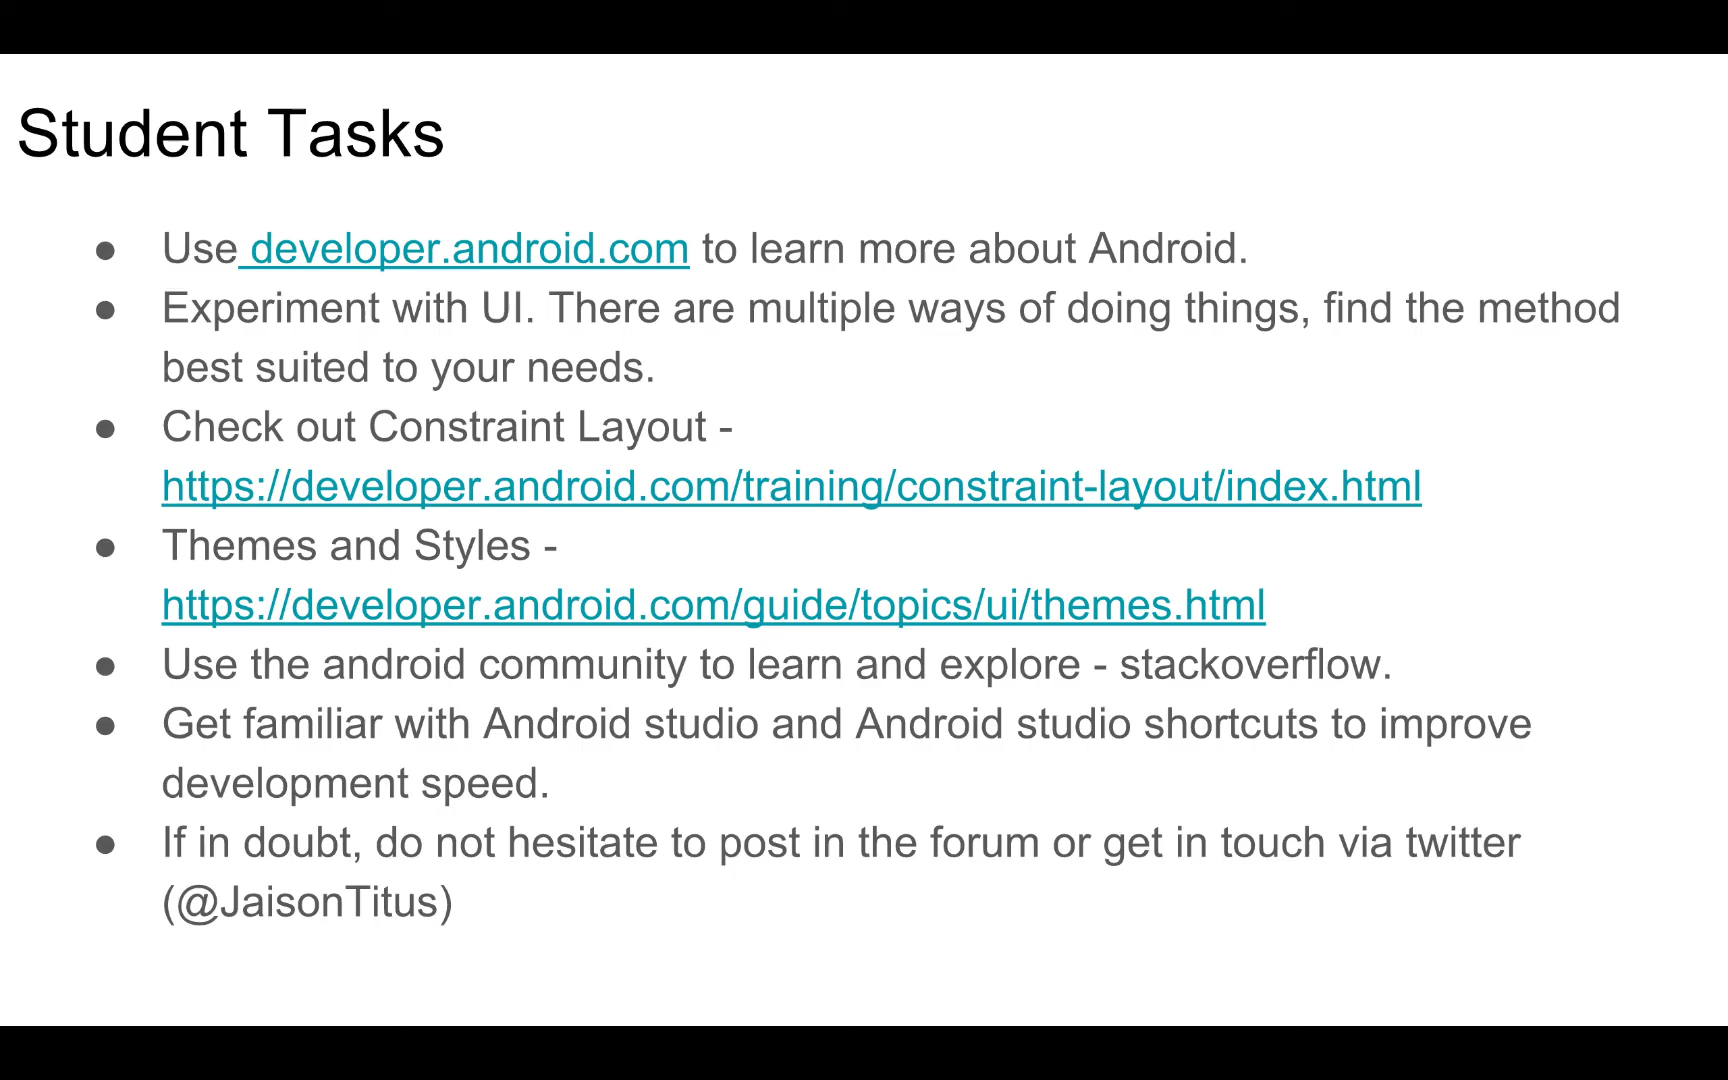 Student Tasks
● Use developer.android.com to learn more about Android.
● Experiment with UI. There are multiple ways of doing things, find the method
best suited to your needs.
● Check out Constraint Layout -
https://developer.android.com/training/constraint-layout/index.html
● Themes and Styles -
https://developer.android.com/guide/topics/ui/themes.html
● Use the android community to learn and explore - stackoverflow.
● Get familiar with Android studio and Android studio shortcuts to improve
development speed.
● If in doubt, do not hesitate to post in the forum or get in touch via twitter
(@JaisonTitus)